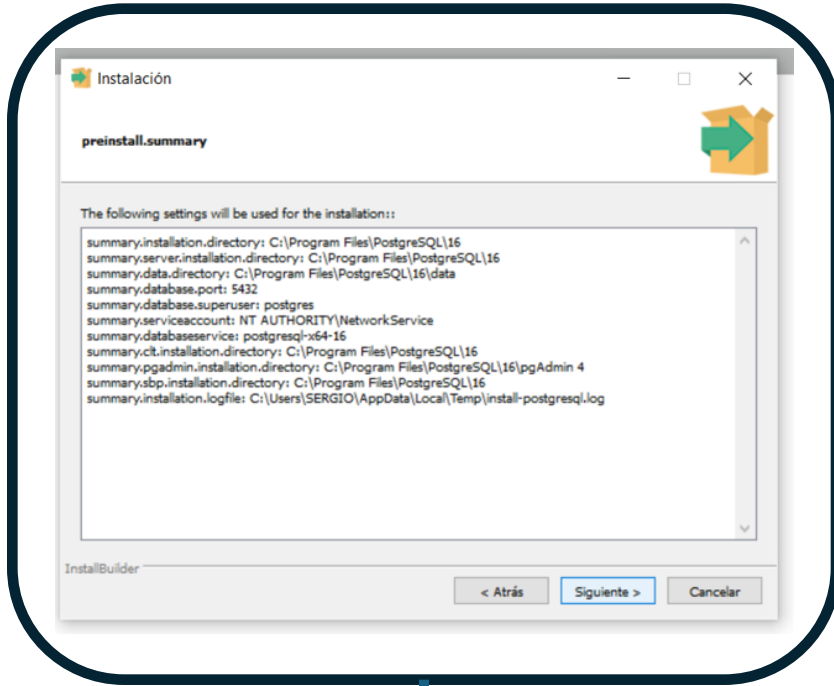 Instalación
preinstall.summary
The following settings will be used for the installation::
summary.installation.directory: C:\Program Files\PostgreSQL\16
summary.server.installation.directory: C:\Program Files\PostgreSQL\16
summary.data.directory: C:\Program Files\PostgreSQL\16\data
summary.database.port: 5432
summary.database.superuser: postgres
summary.serviceaccount: NT AUTHORITY\NetworkService
summary.databaseservice: postgresql-x64-16
summary.clt.installation.directory: C:\Program Files\PostgreSQL\16
summary.pgadmin.installation.directory: C:\Program Files\PostgreSQL\16\pgAdmin 4
summary.sbp.installation.directory: C:\Program Files\PostgreSQL\16
summary.installation.logfile: C:\Users\SERGIO\AppData\Local\Temp\install-postgresql.log
InstallBuilder
< Atrás Siguiente > Cancelar